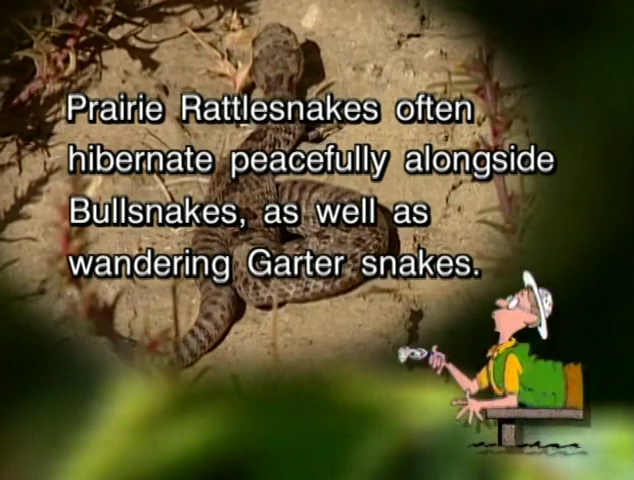 Prairie Rattlesnakes often
hibernate peacefully alongside
Bullsnakes, as well as
wandering Garter snakes.